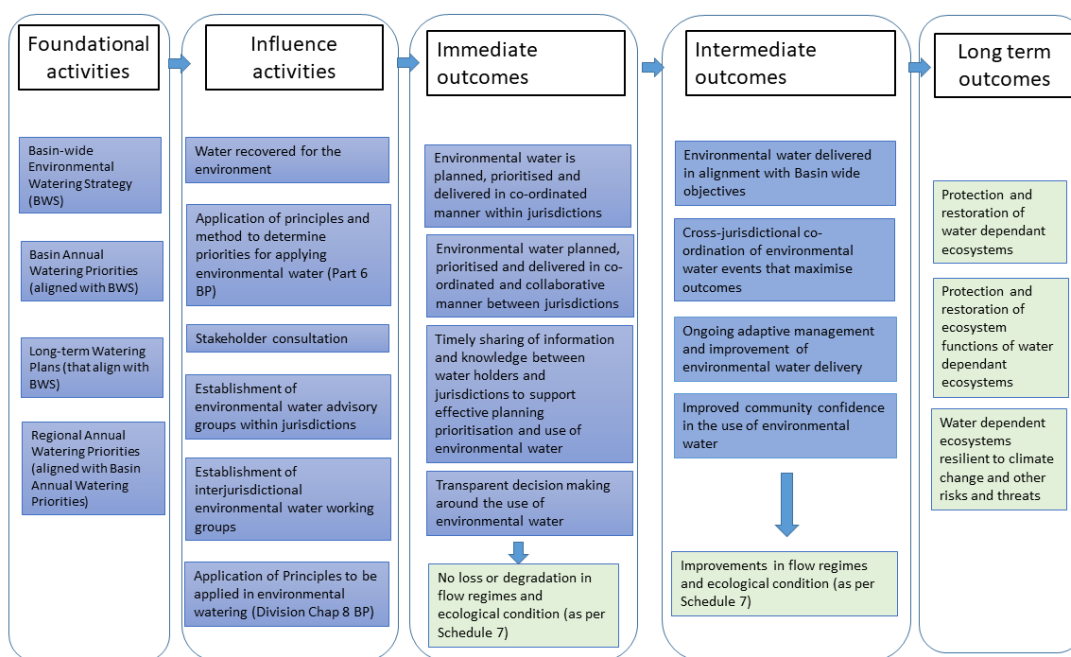 Foundational
activities
Basin-wide
Environmental
Watering Strategy
(BWS)
Basin Annual
Watering Priorities
(aligned with BWS)
Long-term Watering
Plans (that align with
BWS)
Regional Annual
Watering Priorities
(aligned with Basin
Annual Watering
Priorities)
Influence
activities
Water recovered for the
environment
Application of principles and
method to determine
priorities for applying
environmental water (Part 6
BP)
Stakeholder consultation
Establishment of
environmental water advisory
groups within jurisdictions
Establishment of
interjurisdictional
environmental water working
groups
Application of Principles to be
applied in environmental
watering (Division Chap 8 BP)
Immediate
outcomes
Environmental water is
planned, prioritised and
delivered in co-ordinated
manner within jurisdictions
Environmental water planned,
prioritised and delivered in co-
ordinated and collaborative
manner between jurisdictions
Timely sharing of information
and knowledge between
water holders and
jurisdictions to support
effective planning
prioritisation and use of
environmental water
Transparent decision making
around the use of
environmental water
No loss or degradation in
flow regimes and
ecological condition (as per
Schedule 7)
Intermediate
outcomes
Environmental water delivered
in alignment with Basin wide
objectives
Cross-jurisdictional co-
ordination of environmental
water events that maximise
outcomes
Ongoing adaptive management
and improvement of
environmental water delivery
Improved community confidence
in the use of environmental
water
Improvements in flow regimes
and ecological condition (as per
Schedule 7)
Long term
outcomes
Protection and
restoration of
water dependant
ecosystems
Protection and
restoration of
ecosystem
functions of water
dependant
ecosystems
Water dependent
ecosystems
resilient to climate
change and other
risks and threats